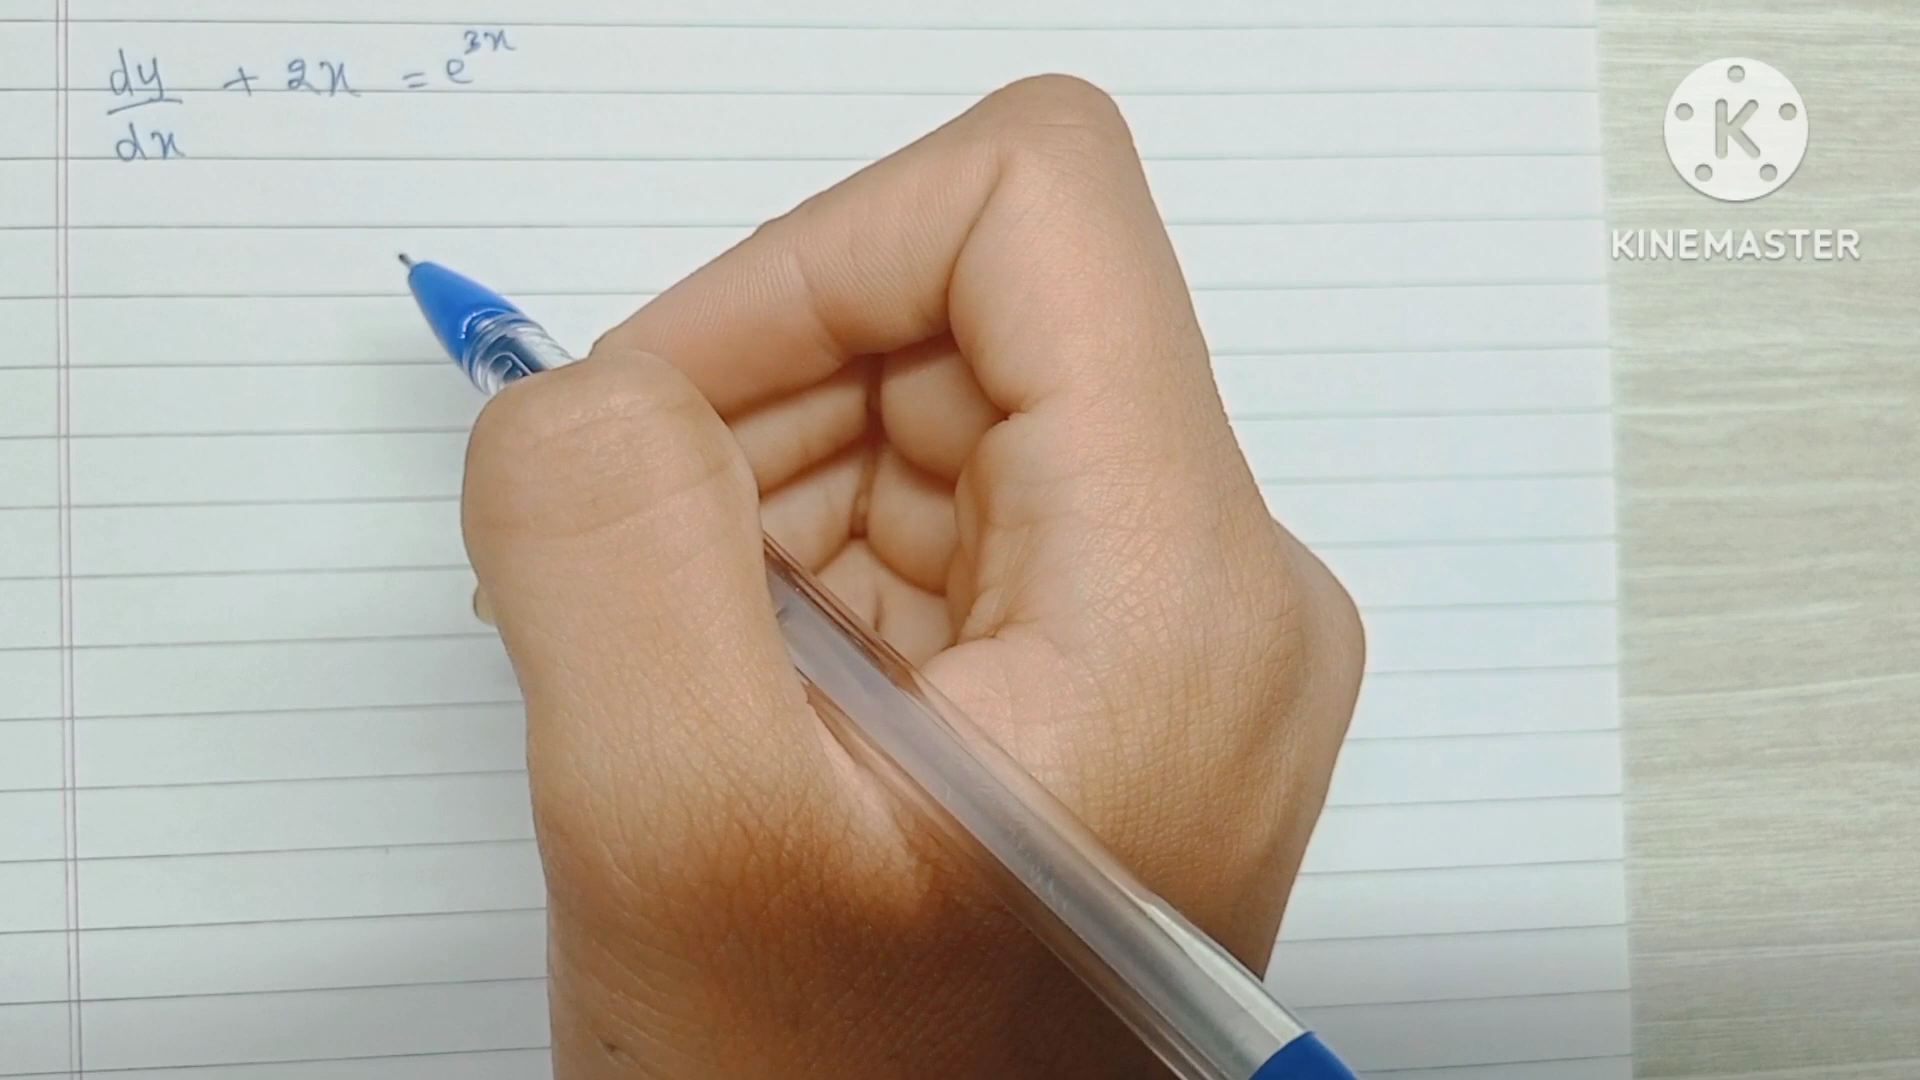 dy/dx + 2x = e^3x
K
KINEMASTER